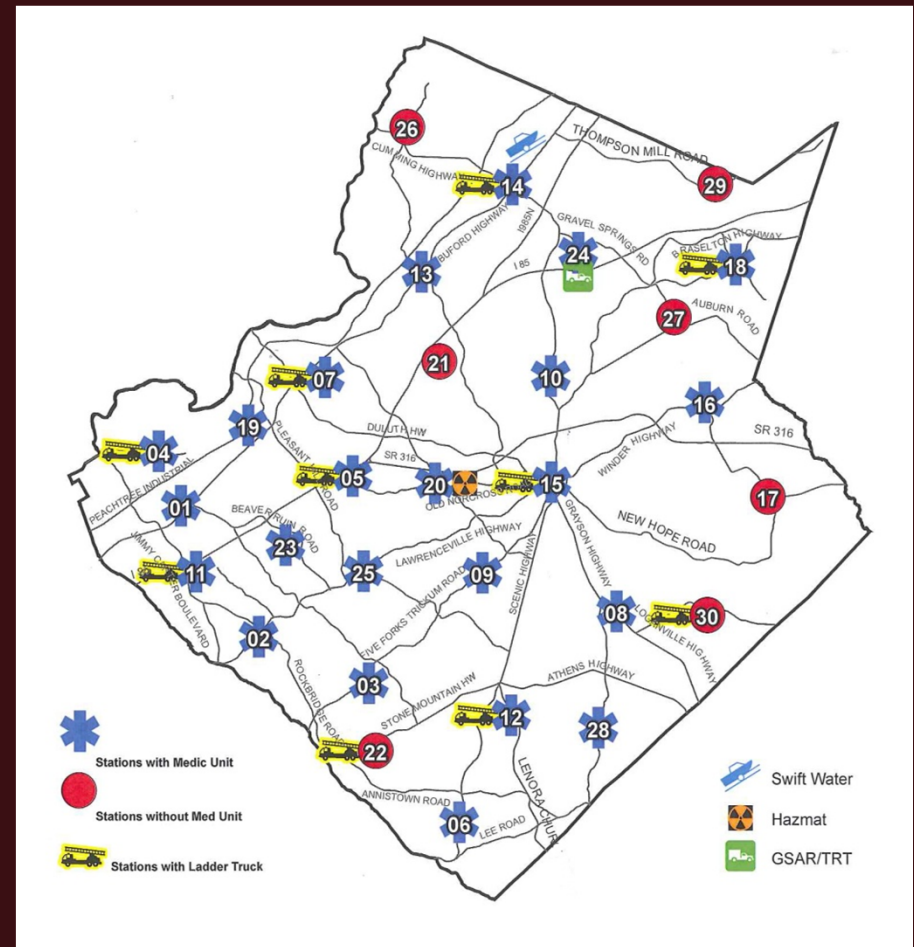 26
THOMPSON MILL ROAD
CUMMING HIGHWAY
14
29
BUFORD HIGHWAY
I985N
GRAVEL SPRINGS RD
BRASELTON HIGHWAY
24
13
I 85
18
27
AUBURN ROAD
21
07
10
16
19
PLEASANT
ROAD
DULUTH HW
SR 316
WINDER HIGHWAY
SR 316
04
05
20
15
17
PEACHTREE INDUSTRIAL
OLD NORCROSS
01
BEAVER RUIN ROAD
GRAYSON HIGHWAY
NEW HOPE ROAD
23
LAWRENCEVILLE HIGHWAY
11
25
09
SCENIC HIGHWAY
JIMMY
BOULEVARD
FIVE FORKS TRICKUM ROAD
08
30
LOGANVILLE HIGHWAY
02
03
ROCKBRIDGE ROAD
STONE MOUNTAIN HW
ATHENS HIGHWAY
12
28
22
LENORA CHURC
ANNISTOWN ROAD
06
LEE ROAD
Stations with Medic Unit
Stations without Med Unit
Stations with Ladder Truck
Swift Water
Hazmat
GSAR/TRT